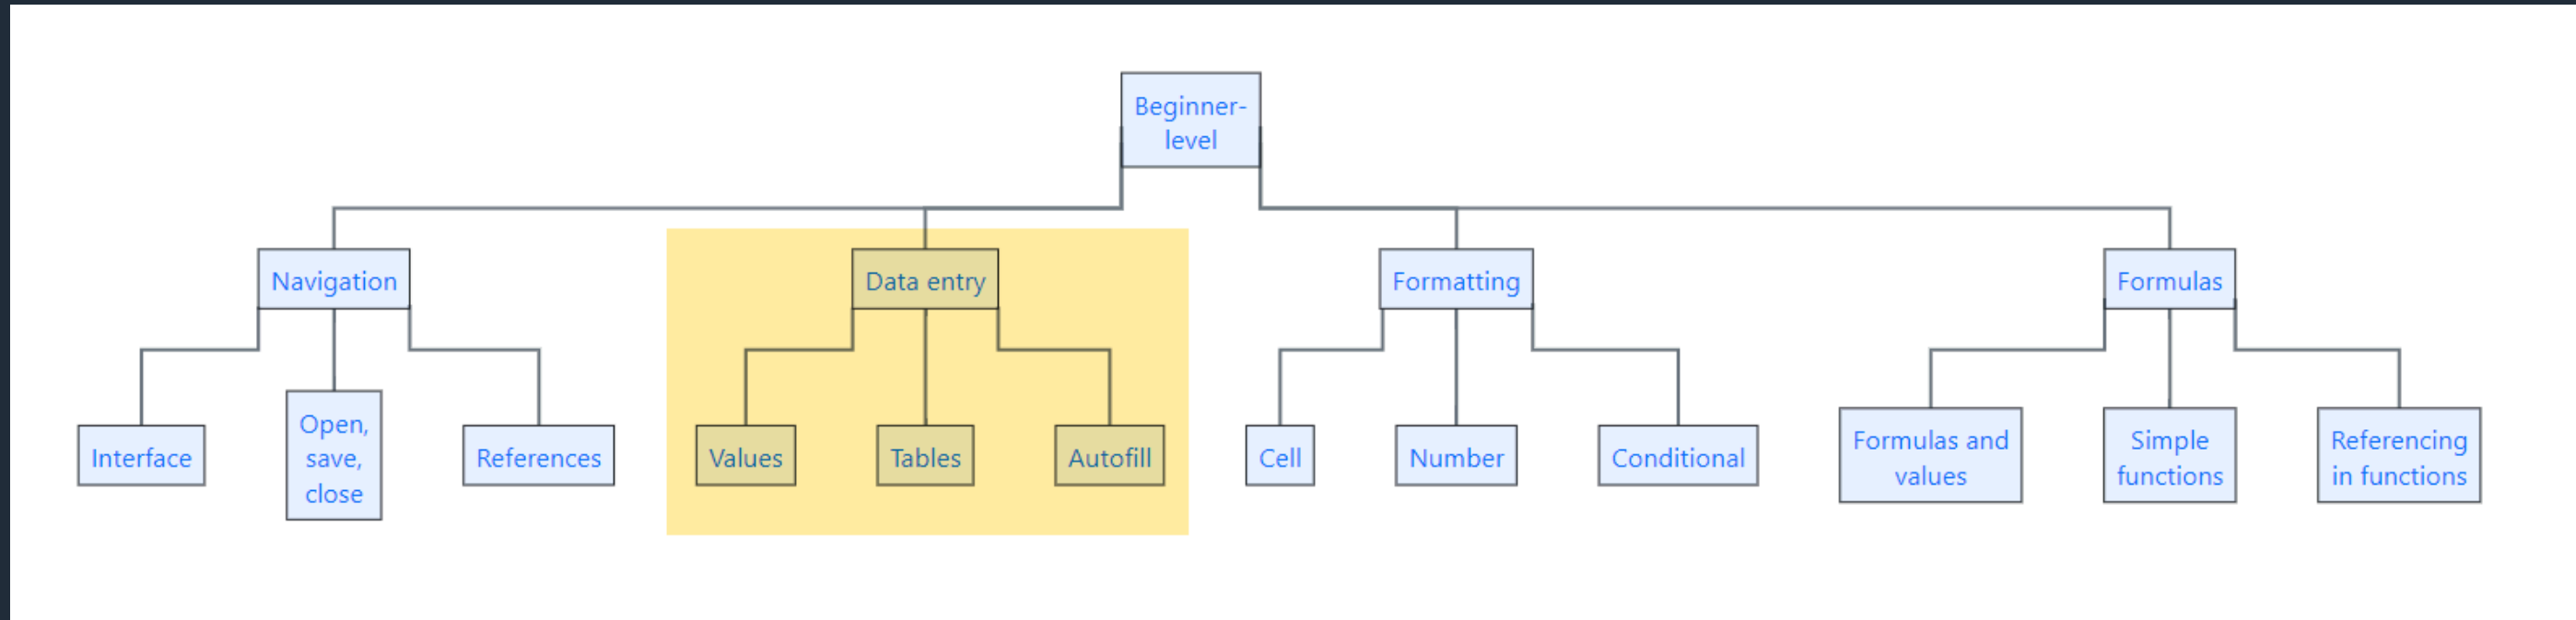 Beginner-
level
Navigation
Data entry
Formatting
Formulas
Interface
Open,
save,
close
References
Values
Tables
Autofill
Cell
Number
Conditional
Formulas and
values
Simple
functions
Referencing
in functions